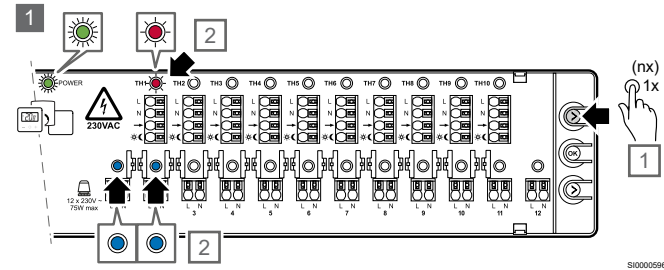 1
2
POWER
TH1 TH2 TH3 TH4 TH5 TH6 TH7 TH8 TH9 TH10
(nx)
1x
L L L L L L L L L L
N N N N N N N N N N
230VAC
OK
1
12 x 230V ~
75W max
L N L N L N L N L N L N L N L N L N L N L N L N
3 4 5 6 7 8 9 10 11 12
2
SI0000596